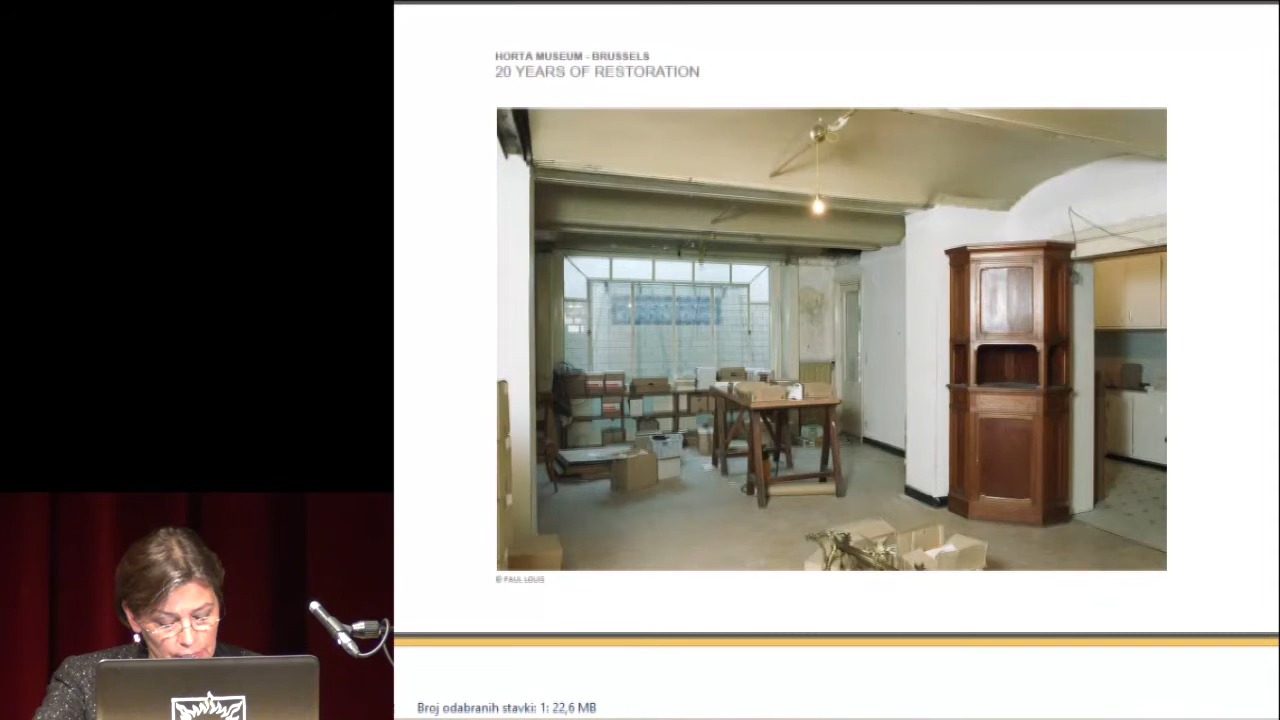 HORTA MUSEUM - BRUSSELS
20 YEARS OF RESTORATION
© PAUL LOUIS
Broj odabranih stavki: 1: 22,6 MB